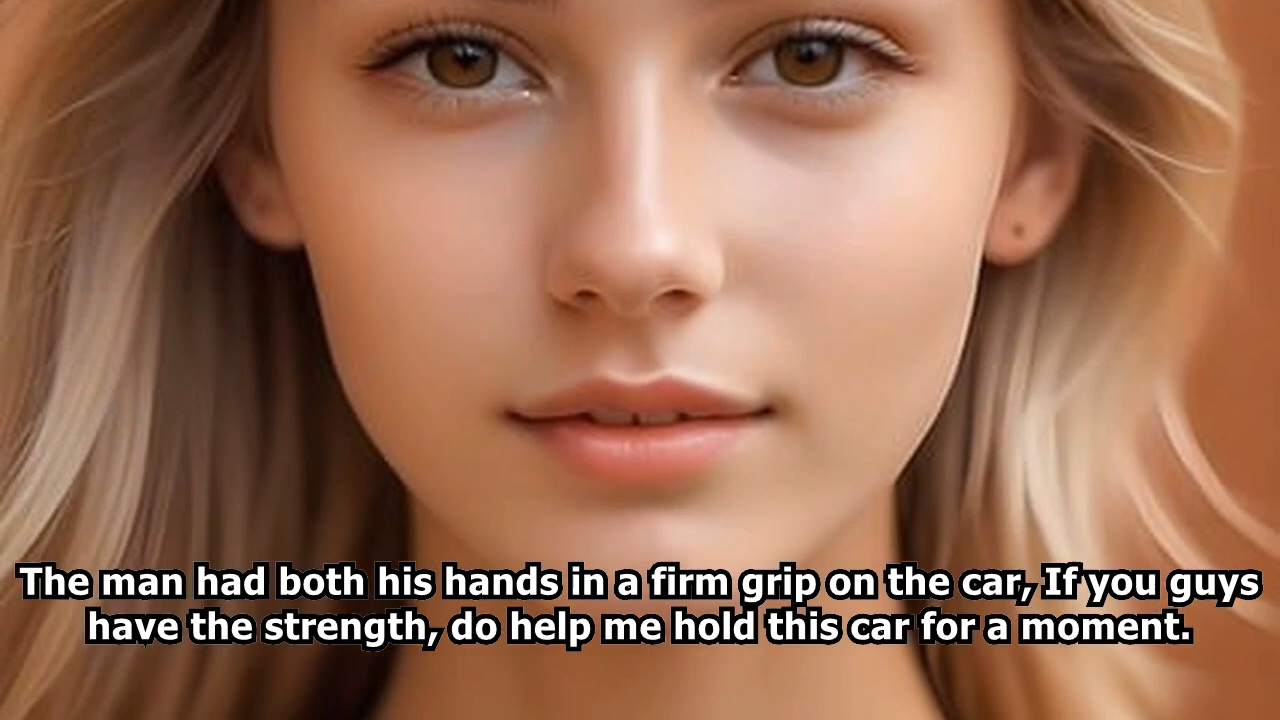 The man had both his hands in a firm grip on the car, If you guys
have the strength, do help me hold this car for a moment.